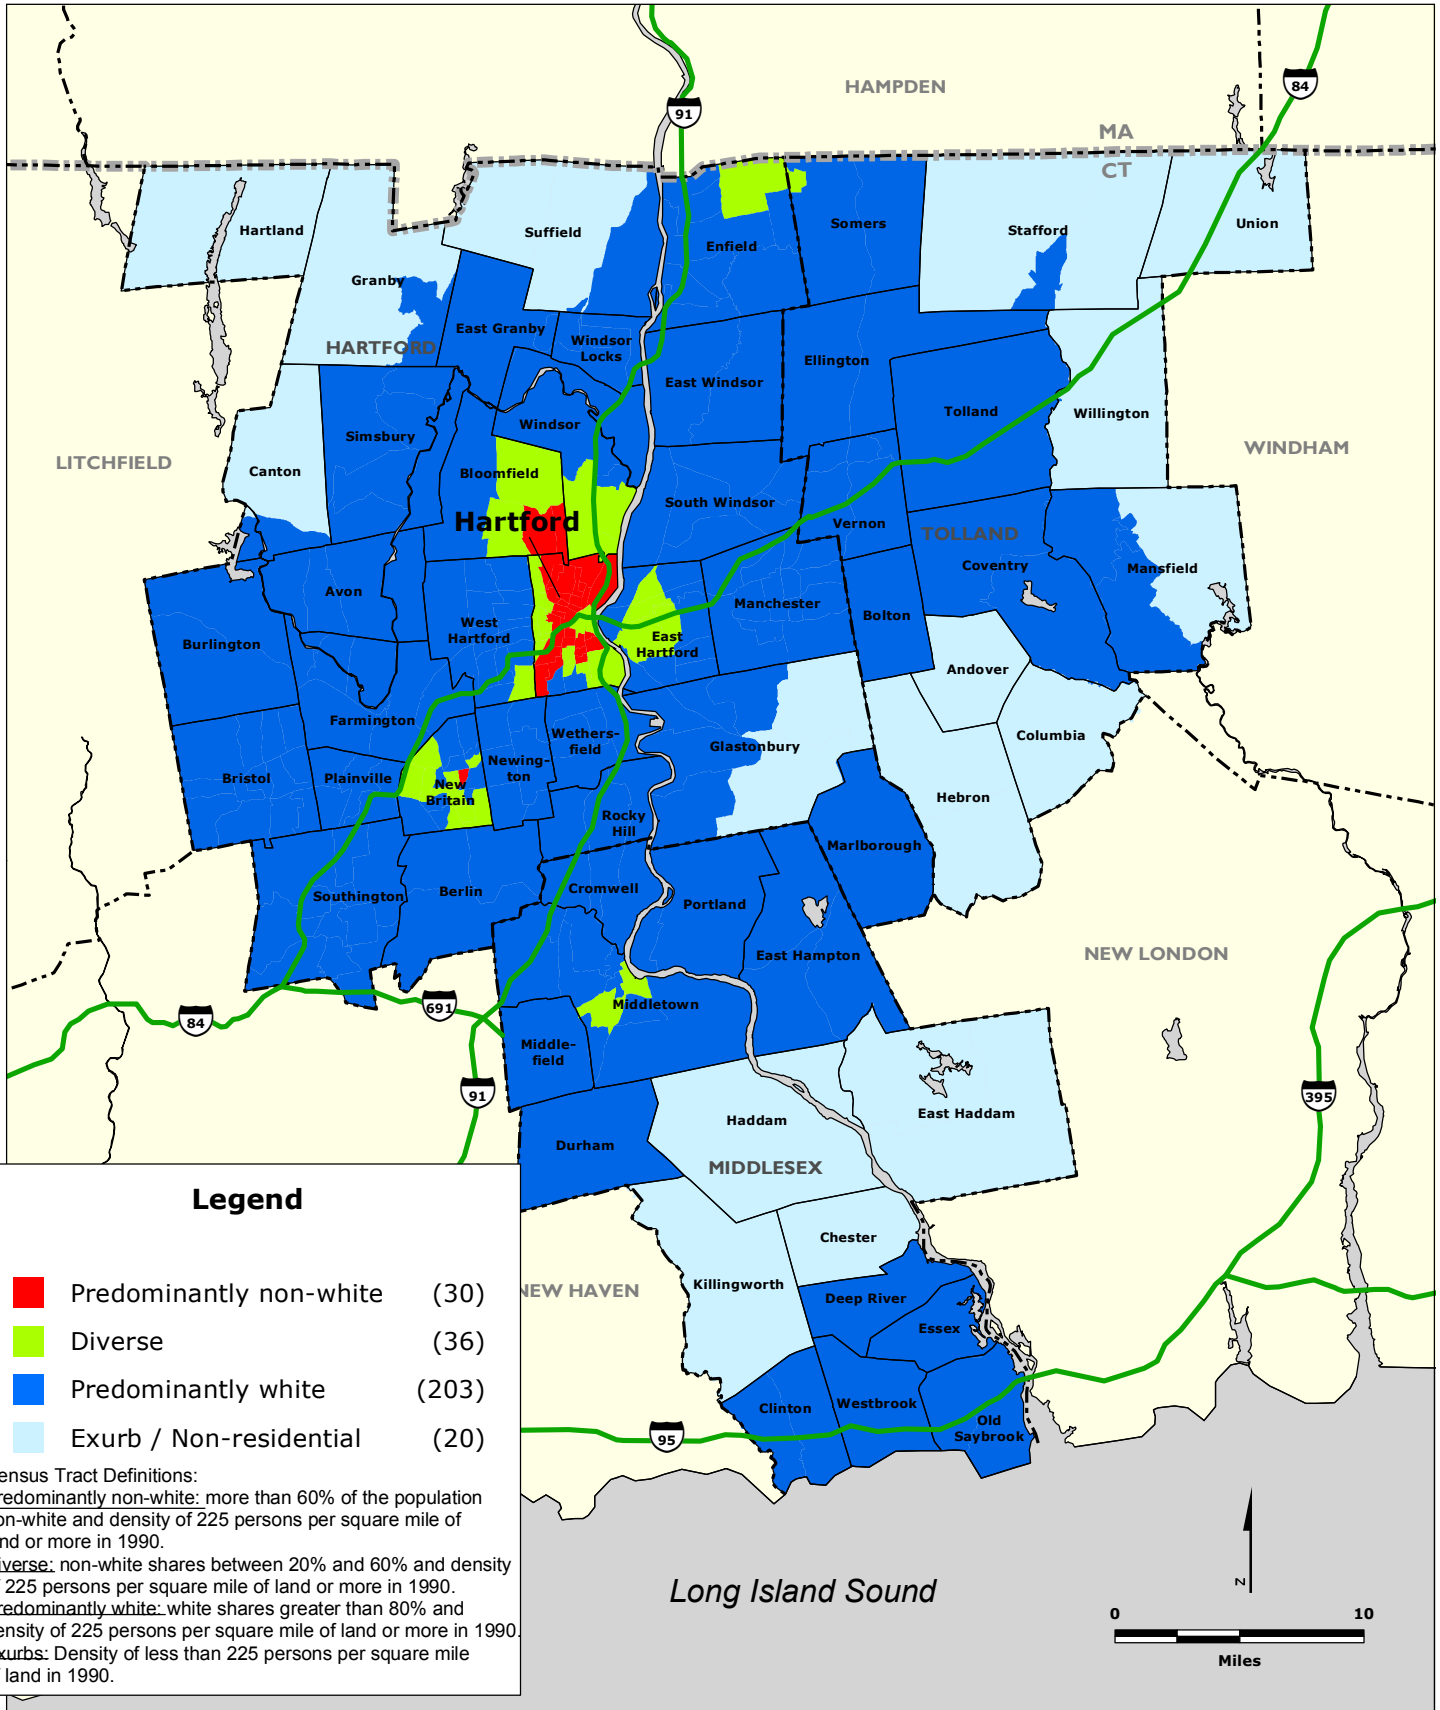 HAMPDEN
84
91
MA
CT
Hartland
Suffield
Enfield
Somers
Stafford
Union
Granby
HARTFORD
East Granby
Windsor
Locks
East Windsor
Ellington
Tolland
Willington
Simsbury
Windsor
LITCHFIELD
Canton
Bloomfield
WINDHAM
South Windsor
Hartford
Vernon
TOLLAND
Coventry
Mansfield
Avon
West
Hartford
East
Hartford
Manchester
Bolton
Burlington
Andover
Farmington
Wethers-
field
Glastonbury
Columbia
Bristol
Plainville
New
Britain
Newing-
ton
Hebron
Rocky
Hill
Marlborough
Southington
Berlin
Cromwell
Portland
East Hampton
NEW LONDON
Middletown
691
84
Middle-
field
91
395
Haddam
East Haddam
Durham
MIDDLESEX
Chester
Killingworth
NEW HAVEN
Deep River
Essex
Clinton
Westbrook
Old
Saybrook
95
Legend
Predominantly non-white (30)
Diverse (36)
Predominantly white (203)
Exurb / Non-residential (20)
ensus Tract Definitions:
redominantly non-white: more than 60% of the population
on-white and density of 225 persons per square mile of
nd or more in 1990.
iverse: non-white shares between 20% and 60% and density
f 225 persons per square mile of land or more in 1990.
redominantly white: white shares greater than 80% and
ensity of 225 persons per square mile of land or more in 1990.
xurbs: Density of less than 225 persons per square mile
f land in 1990.
Long Island Sound
N
0 10
Miles